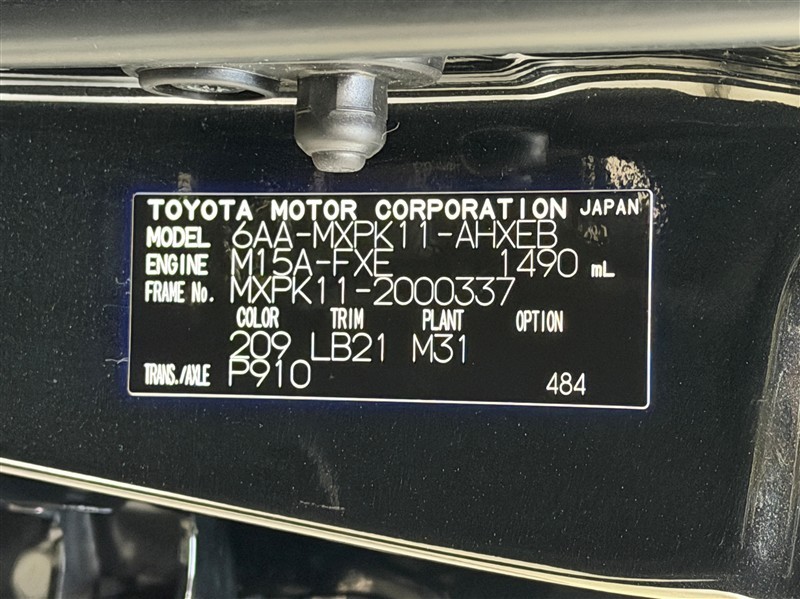 TOYOTA MOTOR CORPORATION JAPAN
MODEL 6AA-MXPK11-AHXEB
ENGINE M15A-FXE 1490 mL
FRAME No. MXPK11-2000337
COLOR TRIM PLANT OPTION
209 LB21 M31
TRANS./AXLE P910 484